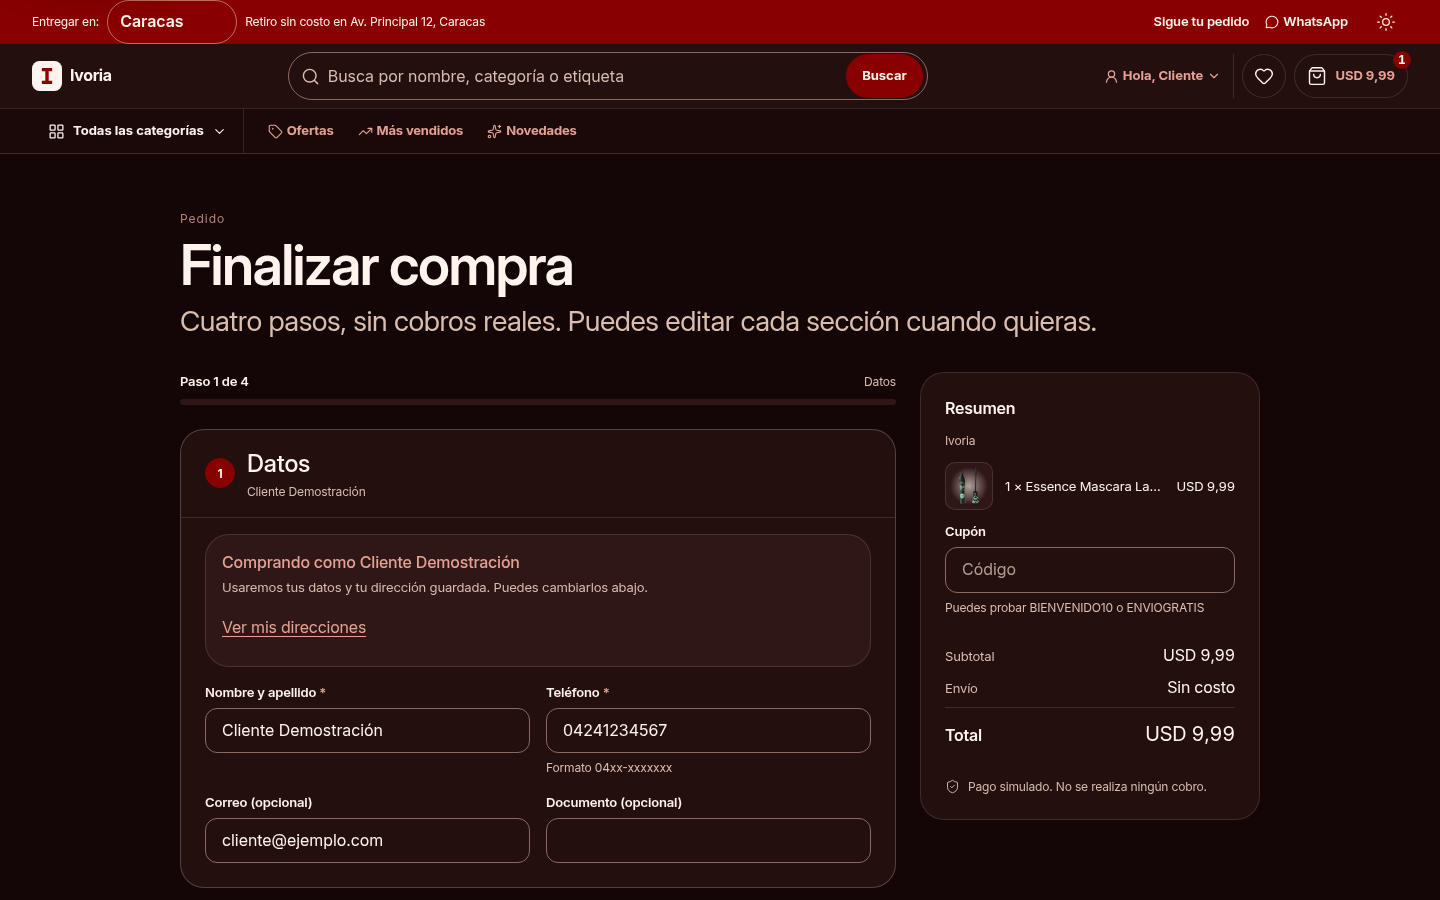 Entregar en: Caracas Retiro sin costo en Av. Principal 12, Caracas Sigue tu pedido WhatsApp
I Ivoria Busca por nombre, categoría o etiqueta Buscar Hola, Cliente USD 9,99 1
Todas las categorías Ofertas Más vendidos Novedades
Pedido
Finalizar compra
Cuatro pasos, sin cobros reales. Puedes editar cada sección cuando quieras.
Paso 1 de 4 Datos
1 Datos
Cliente Demostración
Comprando como Cliente Demostración
Usaremos tus datos y tu dirección guardada. Puedes cambiarlos abajo.
Ver mis direcciones
Nombre y apellido * Teléfono *
Cliente Demostración 04241234567
Formato 04xx-xxxxxxx
Correo (opcional) Documento (opcional)
cliente@ejemplo.com
Resumen
Ivoria
1 × Essence Mascara La... USD 9,99
Cupón
Código
Puedes probar BIENVENIDO10 o ENVIOGRATIS
Subtotal USD 9,99
Envío Sin costo
Total USD 9,99
Pago simulado. No se realiza ningún cobro.